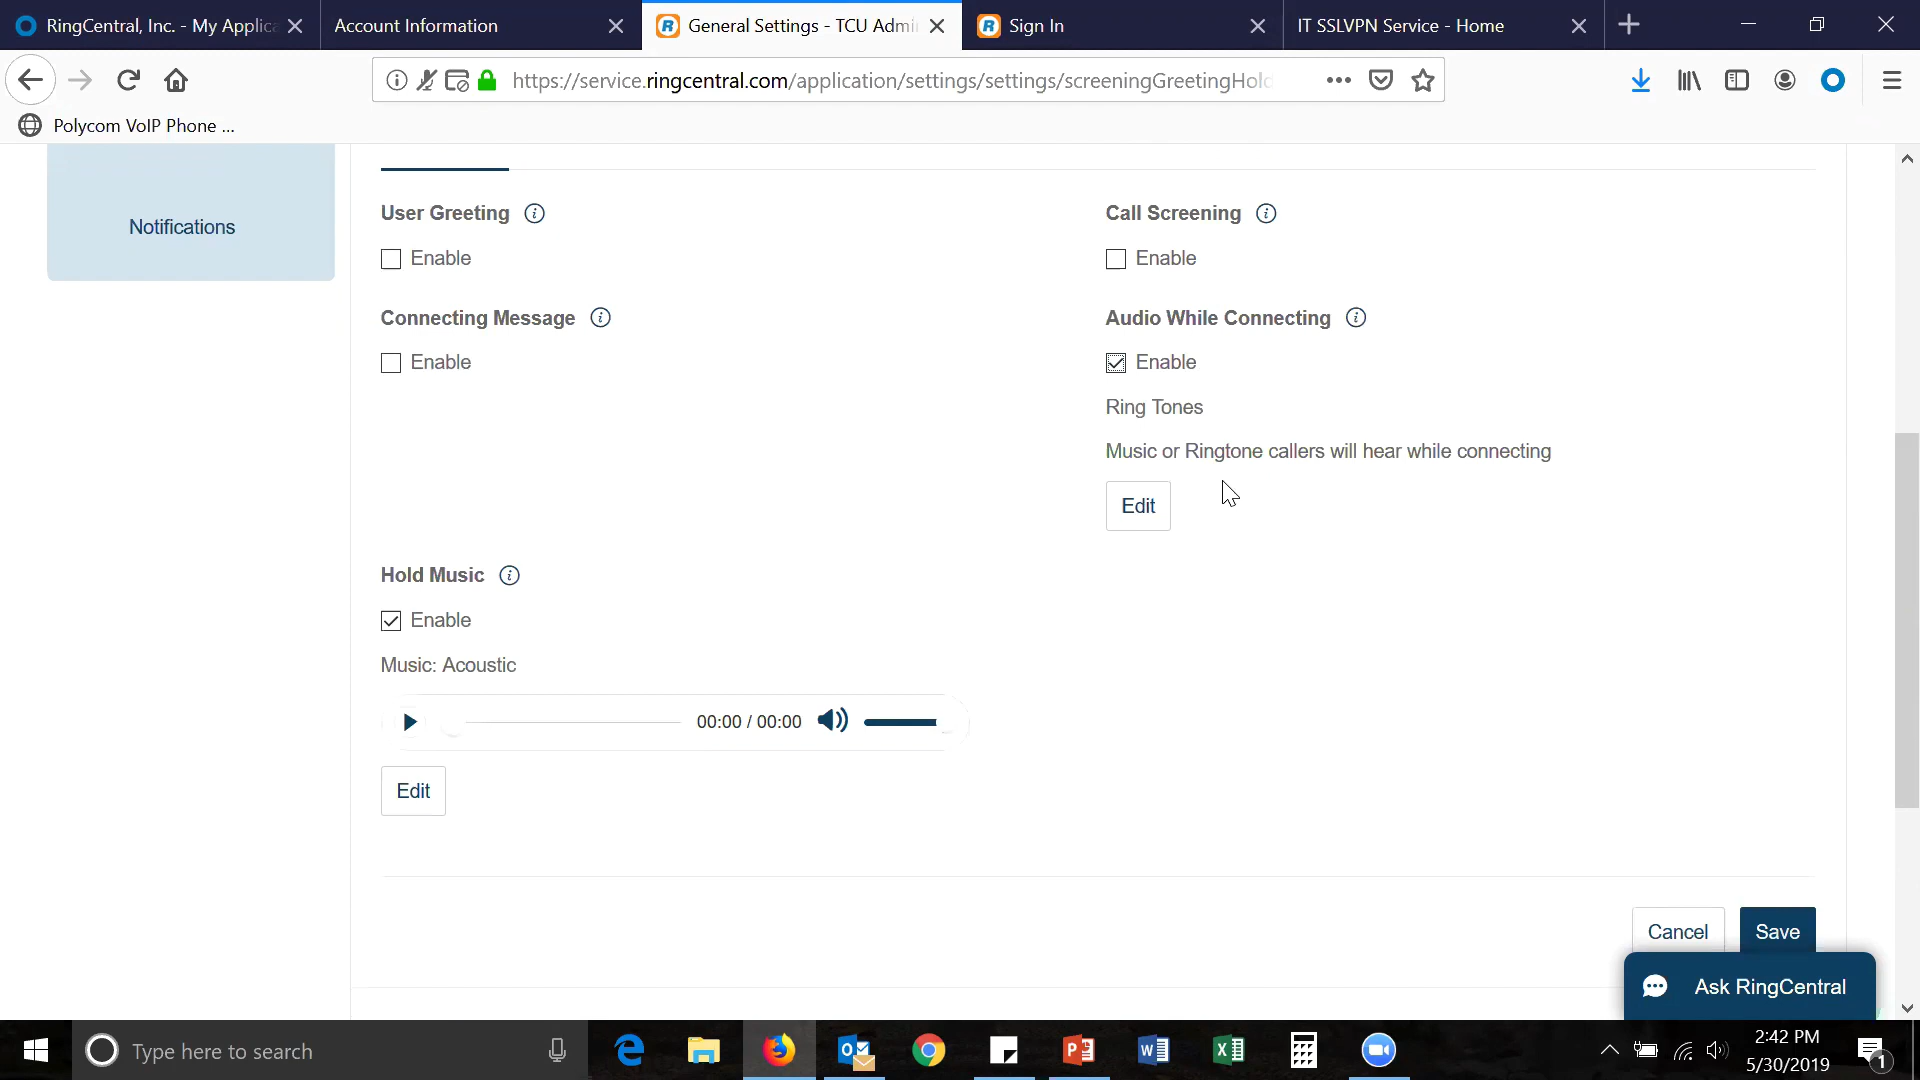 RingCentral, Inc. - My Applica
Account Information
General Settings - TCU Admi
Sign In
IT SSLVPN Service - Home
https://service.ringcentral.com/application/settings/settings/screeningGreetingHold
Polycom VoIP Phone ...
Notifications
User Greeting
Enable
Call Screening
Enable
Connecting Message
Enable
Audio While Connecting
Enable
Ring Tones
Music or Ringtone callers will hear while connecting
Edit
Hold Music
Enable
Music: Acoustic
00:00 / 00:00
Edit
Cancel
Save
Ask RingCentral
Type here to search
2:42 PM
5/30/2019
1